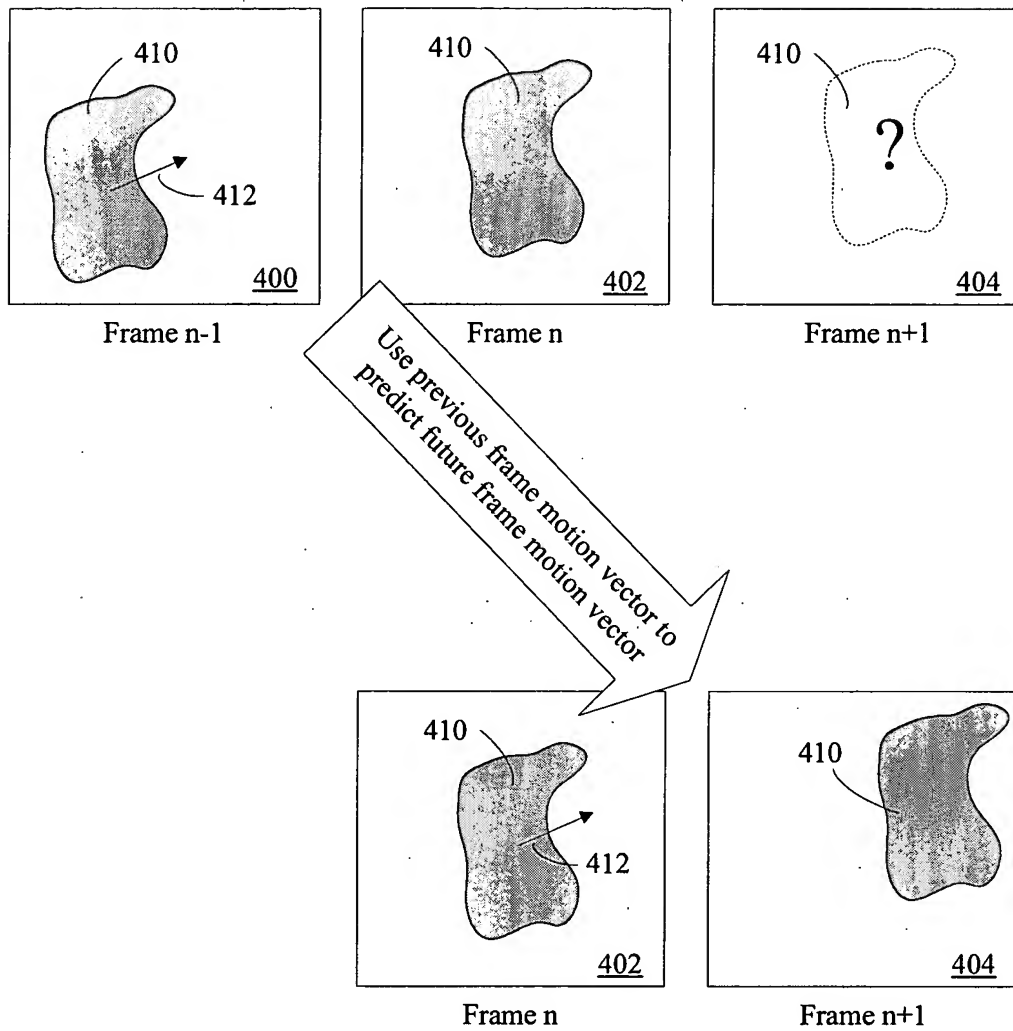 410
412
400
Frame n-1
410
402
Frame n
410
?
404
Frame n+1
Use previous frame motion vector to
predict future frame motion vector
410
412
402
Frame n
410
404
Frame n+1